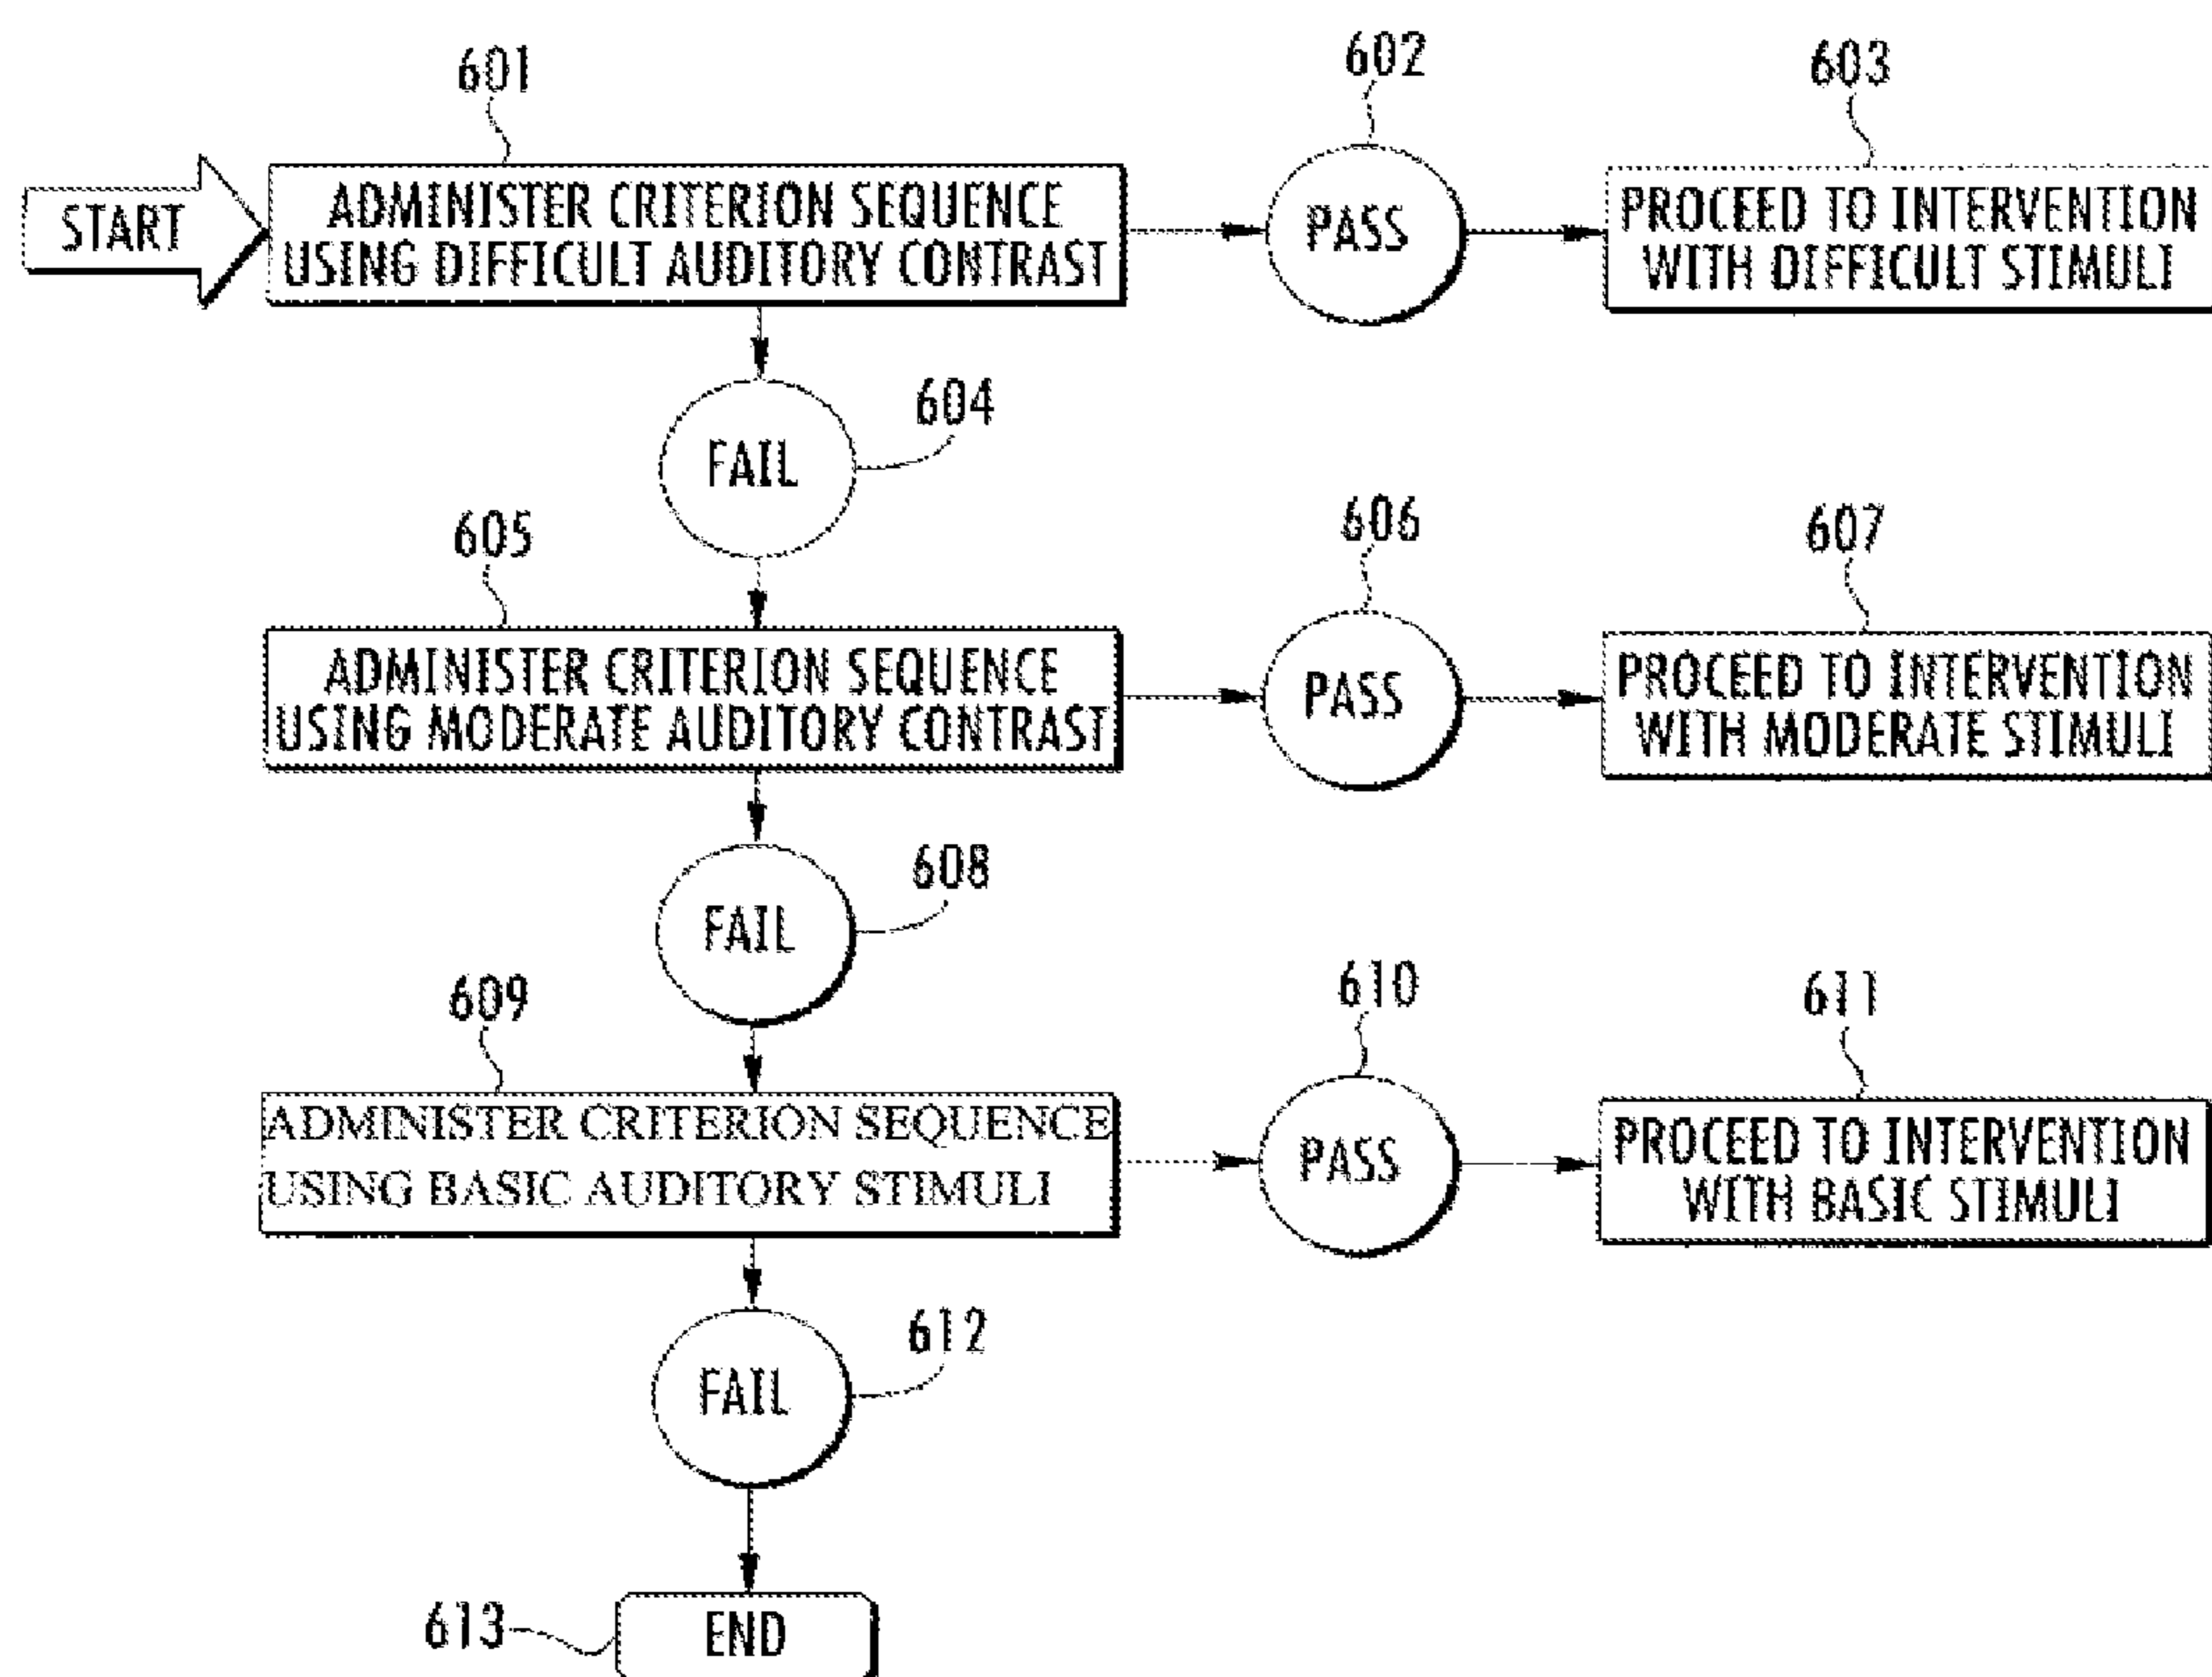 601
602
603
START
ADMINISTER CRITERION SEQUENCE
USING DIFFICULT AUDITORY CONTRAST
PASS
PROCEED TO INTERVENTION
WITH DIFFICULT STIMULI
604
FAIL
605
606
607
ADMINISTER CRITERION SEQUENCE
USING MODERATE AUDITORY CONTRAST
PASS
PROCEED TO INTERVENTION
WITH MODERATE STIMULI
608
FAIL
609
610
611
ADMINISTER CRITERION SEQUENCE
USING BASIC AUDITORY STIMULI
PASS
PROCEED TO INTERVENTION
WITH BASIC STIMULI
612
FAIL
613
END